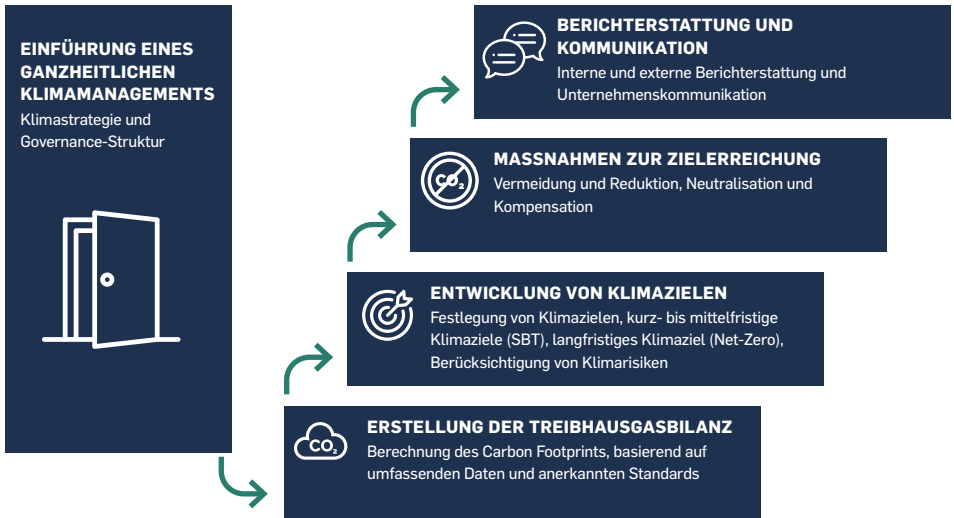 EINFÜHRUNG EINES
GANZHEITLICHEN
KLIMAMANAGEMENTS
Klimastrategie und
Governance-Struktur
BERICHTERSTATTUNG UND
KOMMUNIKATION
Interne und externe Berichterstattung und
Unternehmenskommunikation
CO₂
MASSNAHMEN ZUR ZIELERREICHUNG
Vermeidung und Reduktion, Neutralisation und
Kompensation
ENTWICKLUNG VON KLIMAZIELEN
Festlegung von Klimazielen, kurz- bis mittelfristige
Klimaziele (SBT), langfristiges Klimaziel (Net-Zero),
Berücksichtigung von Klimarisiken
CO₂
ERSTELLUNG DER TREIBHAUSGASBILANZ
Berechnung des Carbon Footprints, basierend auf
umfassenden Daten und anerkannten Standards